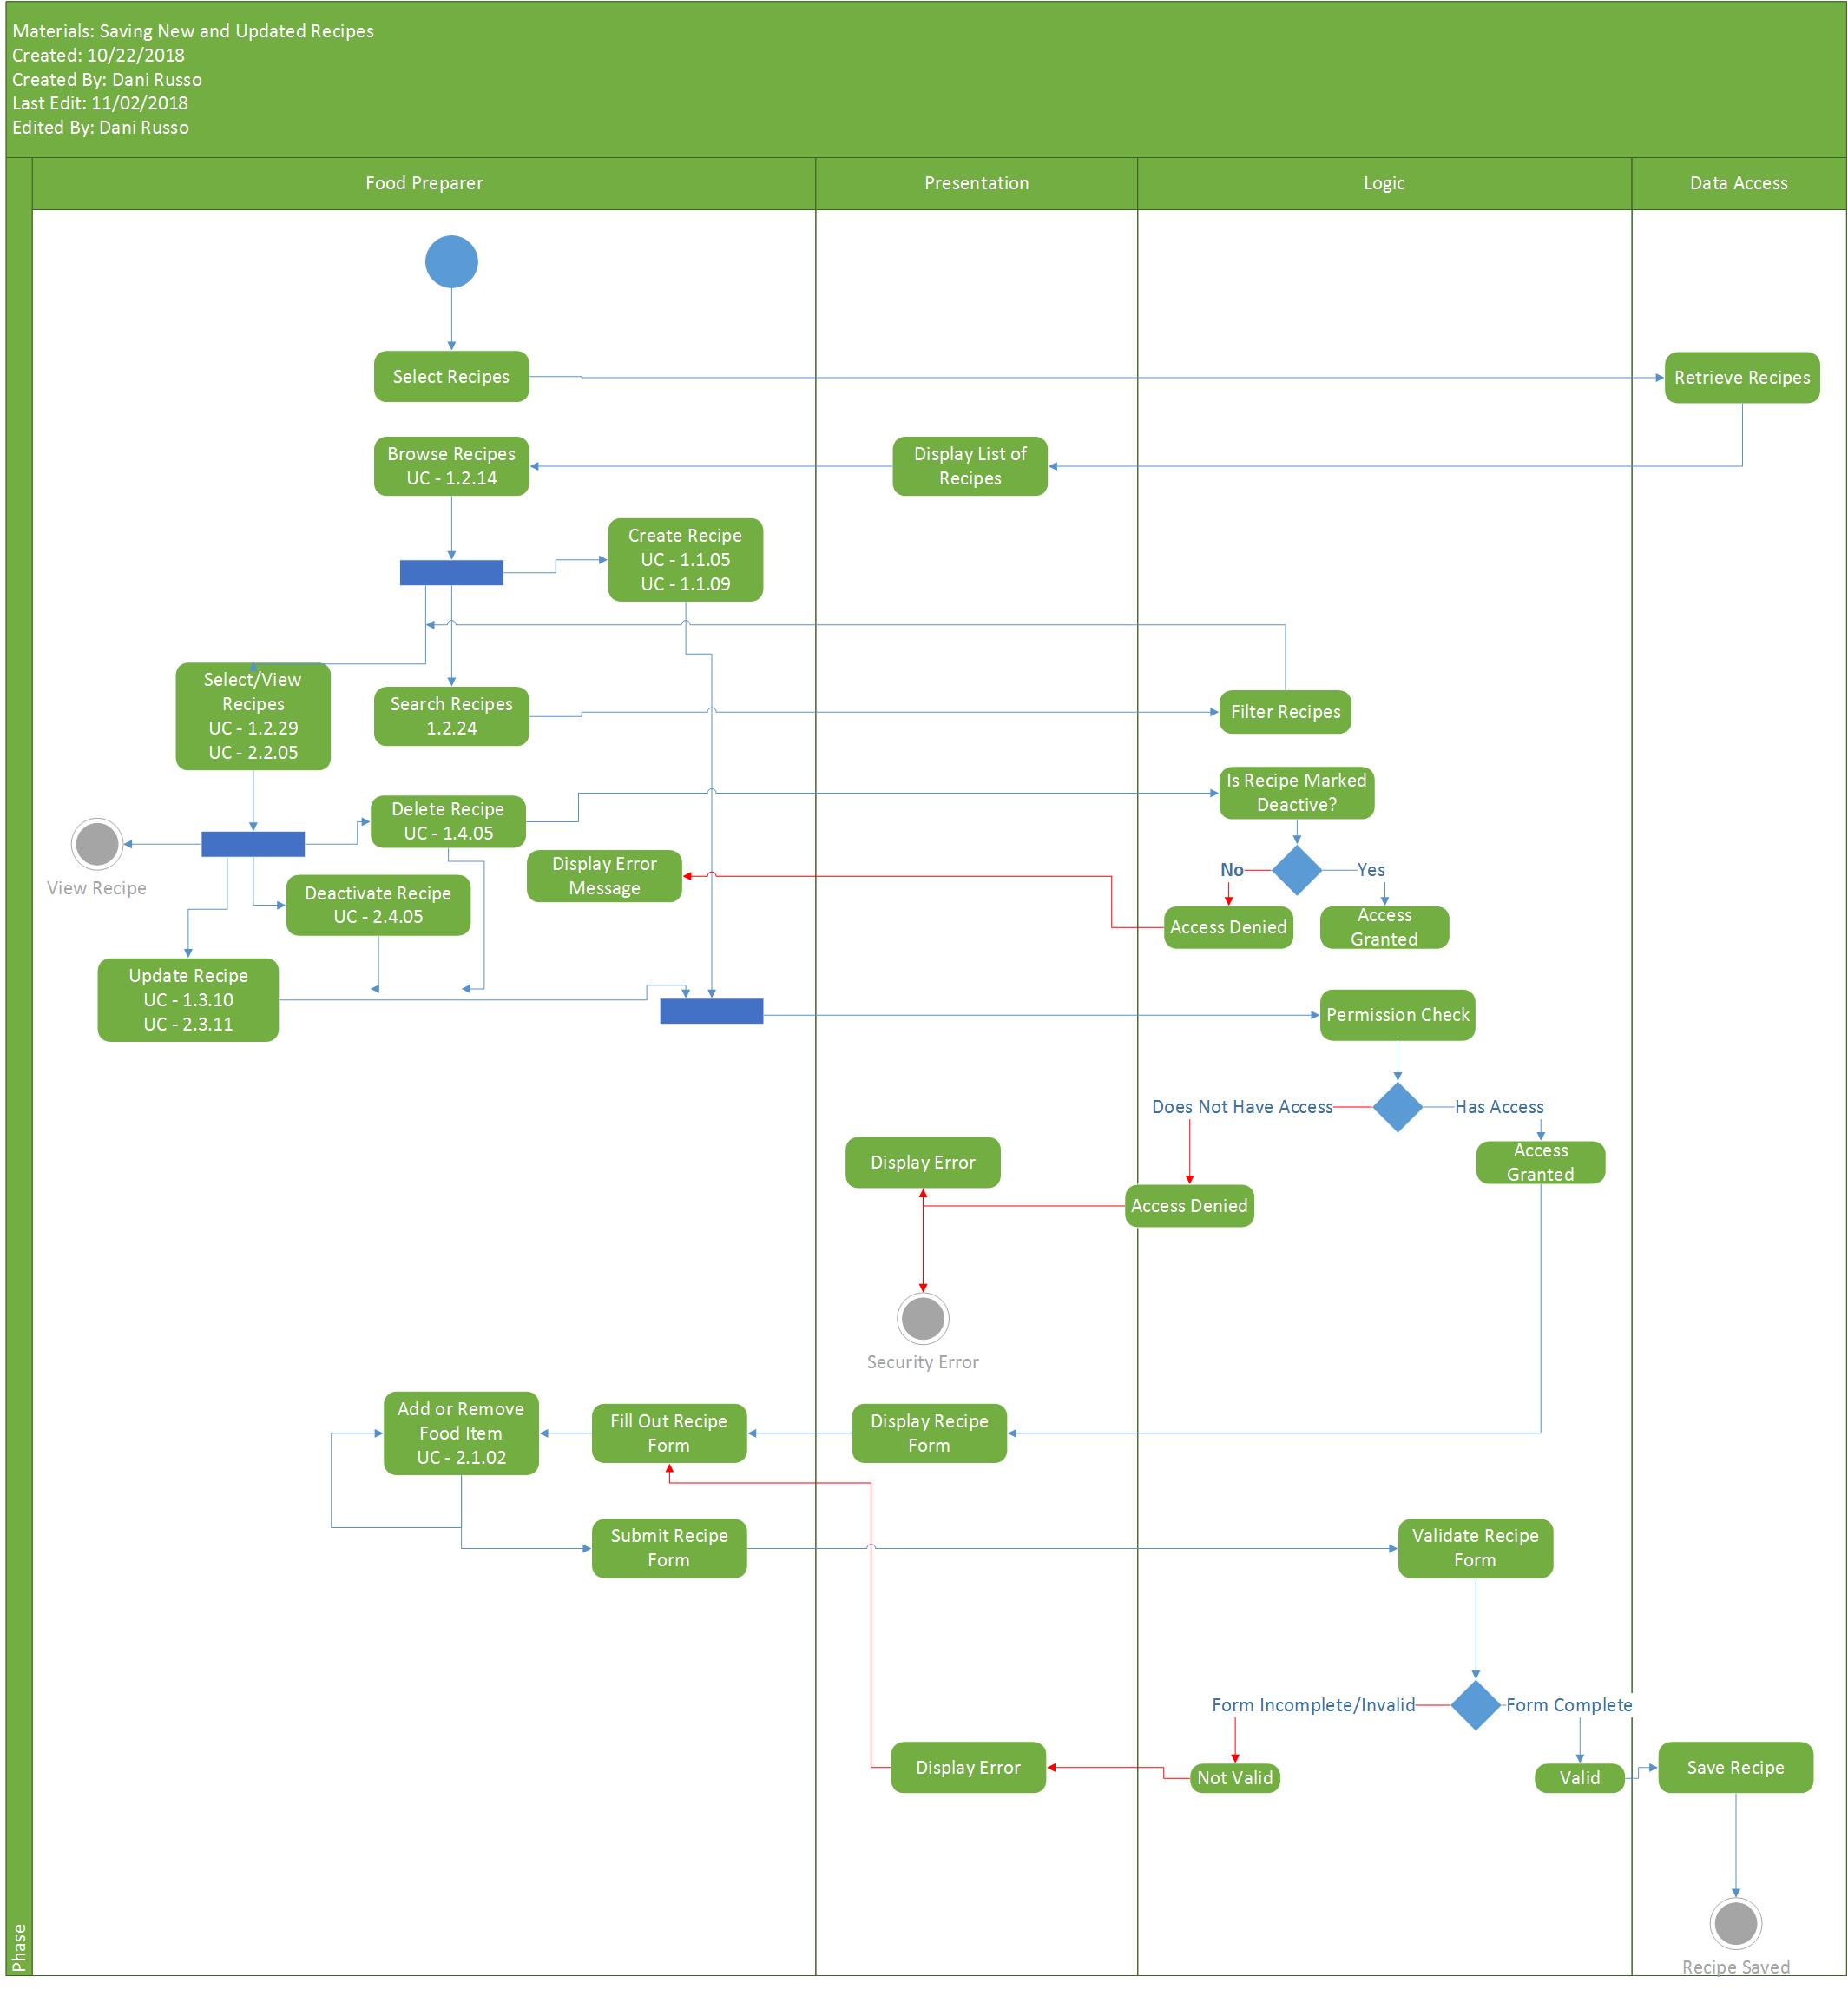 Materials: Saving New and Updated Recipes
Created: 10/22/2018
Created By: Dani Russo
Last Edit: 11/02/2018
Edited By: Dani Russo
Food Preparer
Presentation
Logic
Data Access
Select Recipes
Retrieve Recipes
Browse Recipes
UC - 1.2.14
Display List of
Recipes
Create Recipe
UC - 1.1.05
UC - 1.1.09
Select/View
Recipes
UC - 1.2.29
UC - 2.2.05
Search Recipes
1.2.24
Filter Recipes
Is Recipe Marked
Deactive?
Delete Recipe
UC - 1.4.05
Display Error
Message
No
Yes
View Recipe
Deactivate Recipe
UC - 2.4.05
Access Denied
Access
Granted
Update Recipe
UC - 1.3.10
UC - 2.3.11
Permission Check
Does Not Have Access
Has Access
Display Error
Access
Granted
Access Denied
Security Error
Add or Remove
Food Item
UC - 2.1.02
Fill Out Recipe
Form
Display Recipe
Form
Submit Recipe
Form
Validate Recipe
Form
Form Incomplete/Invalid
Form Complete
Display Error
Not Valid
Valid
Save Recipe
Phase
Recipe Saved